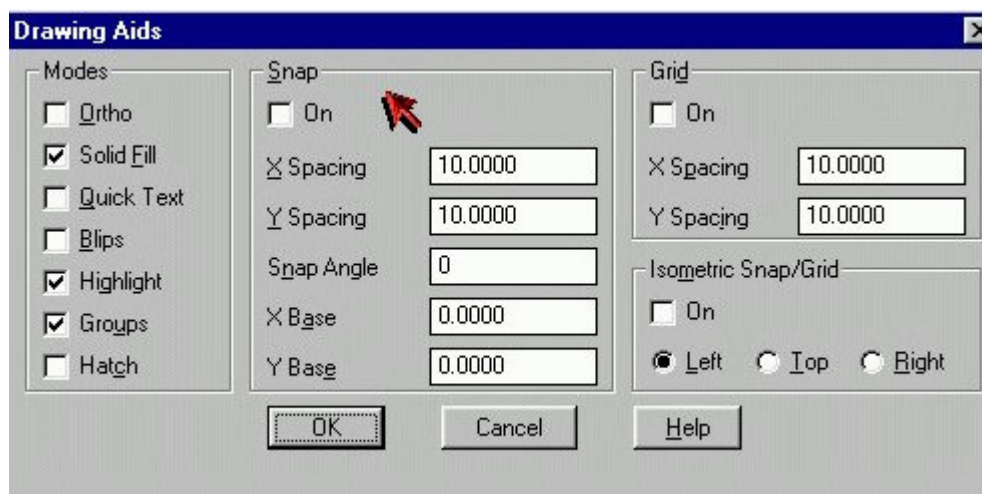 Drawing Aids
Modes
Ortho
Solid Fill
Quick Text
Blips
Highlight
Groups
Hatch
Snap
On
X Spacing 10.0000
Y Spacing 10.0000
Snap Angle 0
X Base 0.0000
Y Base 0.0000
Grid
On
X Spacing 10.0000
Y Spacing 10.0000
Isometric Snap/Grid
On
Left Top Right
OK Cancel Help